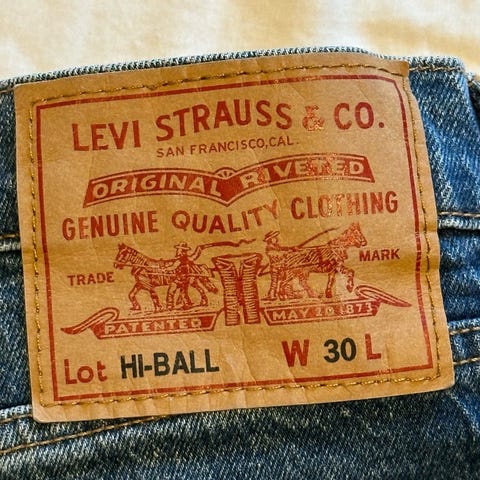 LEVI STRAUSS & CO.
SAN FRANCISCO, CAL.
ORIGINAL RIVETED
GENUINE QUALITY CLOTHING
TRADE MARK
PATENTED MAY 20 1873
Lot HI-BALL W 30 L